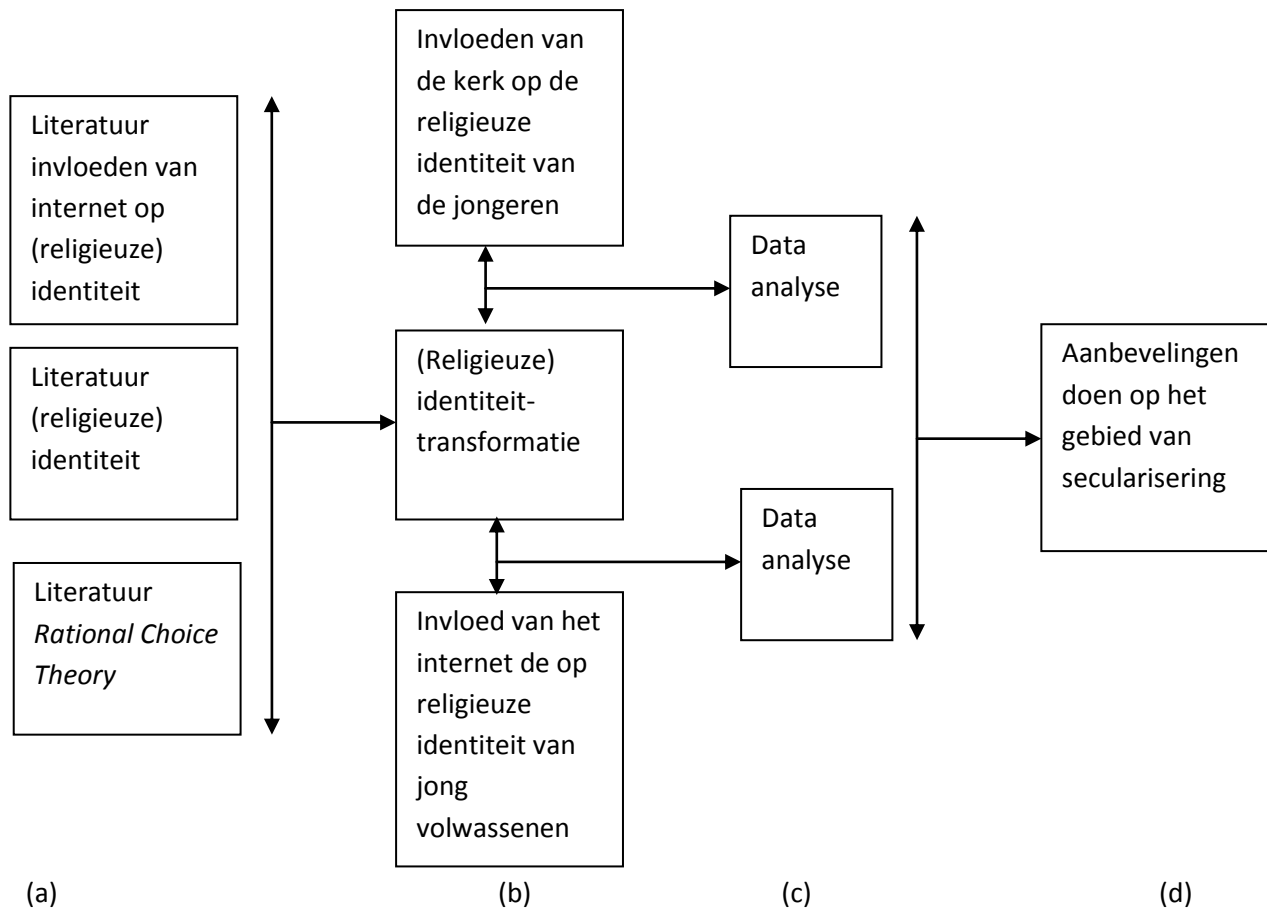 Literatuur
invloeden van
internet op
(religieuze)
identiteit
Literatuur
(religieuze)
identiteit
Literatuur
Rational Choice
Theory
Invloeden van
de kerk op de
religieuze
identiteit van
de jongeren
(Religieuze)
identiteit-
transformatie
Invloed van het
internet de op
religieuze
identiteit van
jong
volwassenen
Data
analyse
Data
analyse
Aanbevelingen
doen op het
gebied van
secularisering
(a) (b) (c) (d)